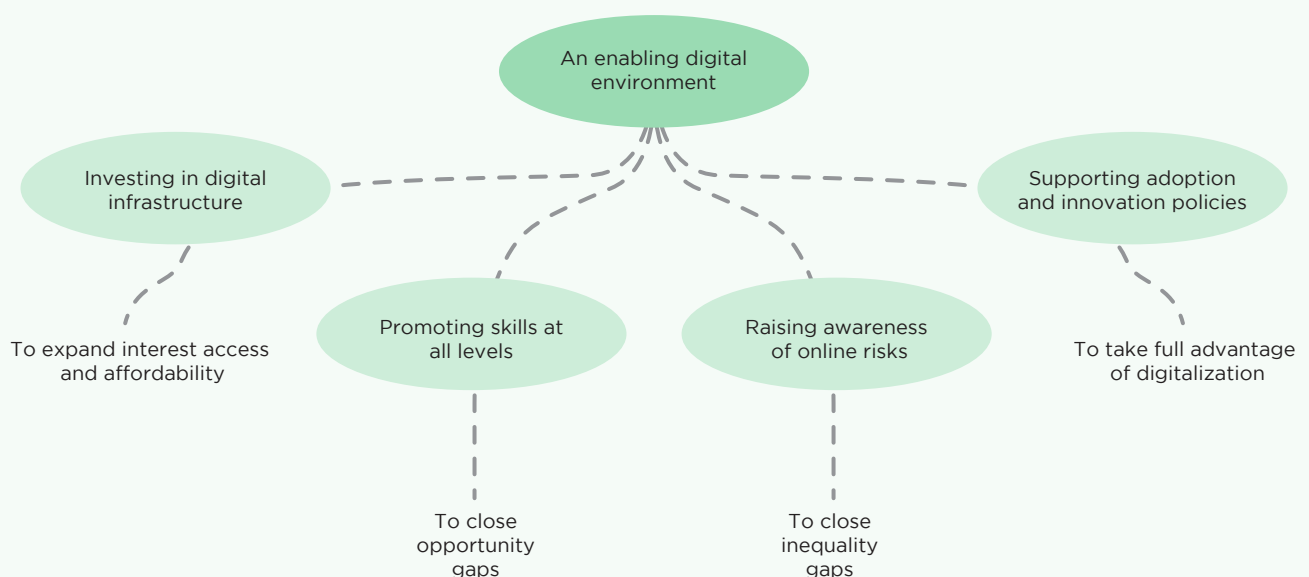 An enabling digital
environment
Investing in digital
infrastructure
Supporting adoption
and innovation policies
Promoting skills at
all levels
Raising awareness
of online risks
To expand interest access
and affordability
To take full advantage
of digitalization
To close
opportunity
gaps
To close
inequality
gaps